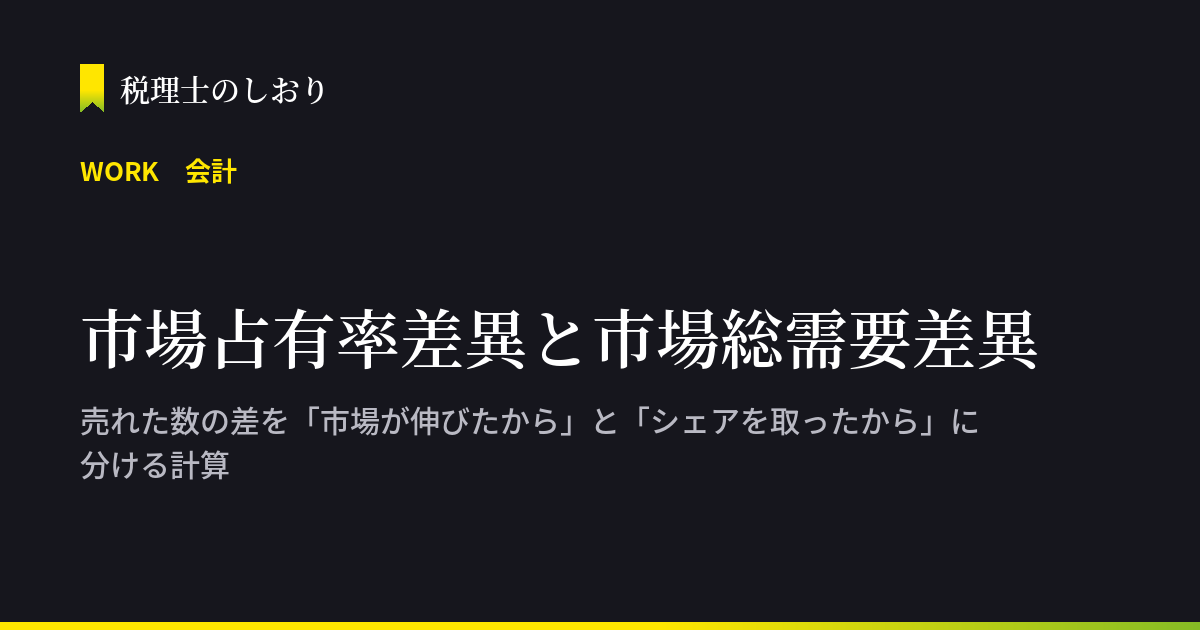 税理士のしおり
WORK　会計
市場占有率差異と市場総需要差異
売れた数の差を「市場が伸びたから」と「シェアを取ったから」に
分ける計算